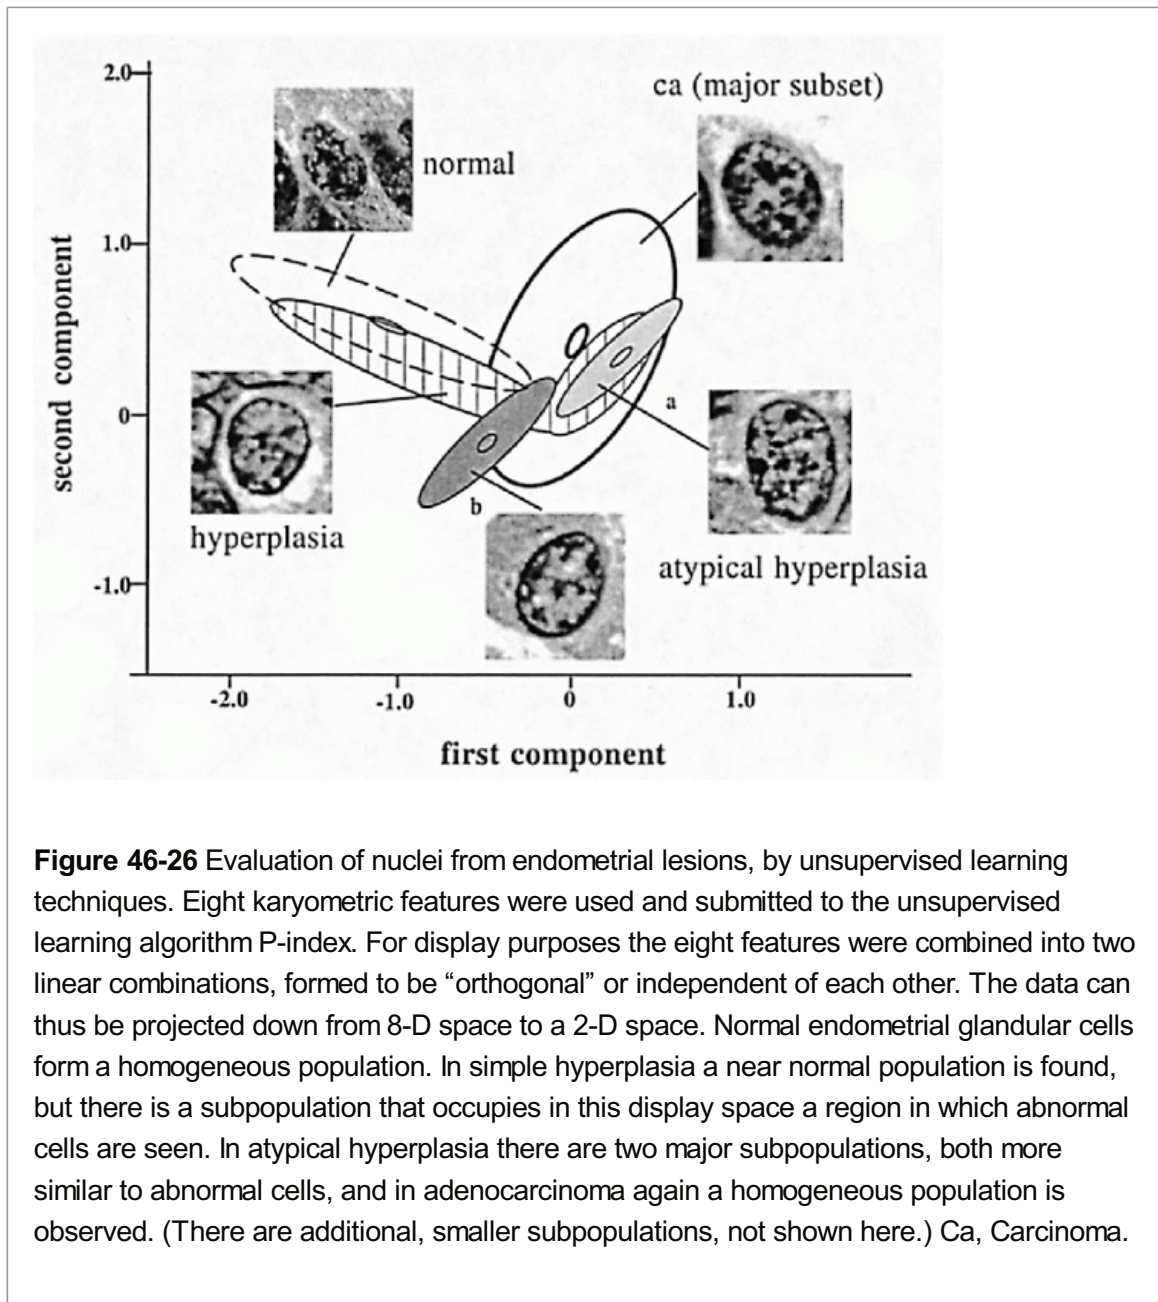 2.0
ca (major subset)
normal
1.0
second component
a
0
b
hyperplasia
atypical hyperplasia
-1.0
-2.0 -1.0 0 1.0
first component
Figure 46-26 Evaluation of nuclei from endometrial lesions, by unsupervised learning
techniques. Eight karyometric features were used and submitted to the unsupervised
learning algorithm P-index. For display purposes the eight features were combined into two
linear combinations, formed to be “orthogonal” or independent of each other. The data can
thus be projected down from 8-D space to a 2-D space. Normal endometrial glandular cells
form a homogeneous population. In simple hyperplasia a near normal population is found,
but there is a subpopulation that occupies in this display space a region in which abnormal
cells are seen. In atypical hyperplasia there are two major subpopulations, both more
similar to abnormal cells, and in adenocarcinoma again a homogeneous population is
observed. (There are additional, smaller subpopulations, not shown here.) Ca, Carcinoma.